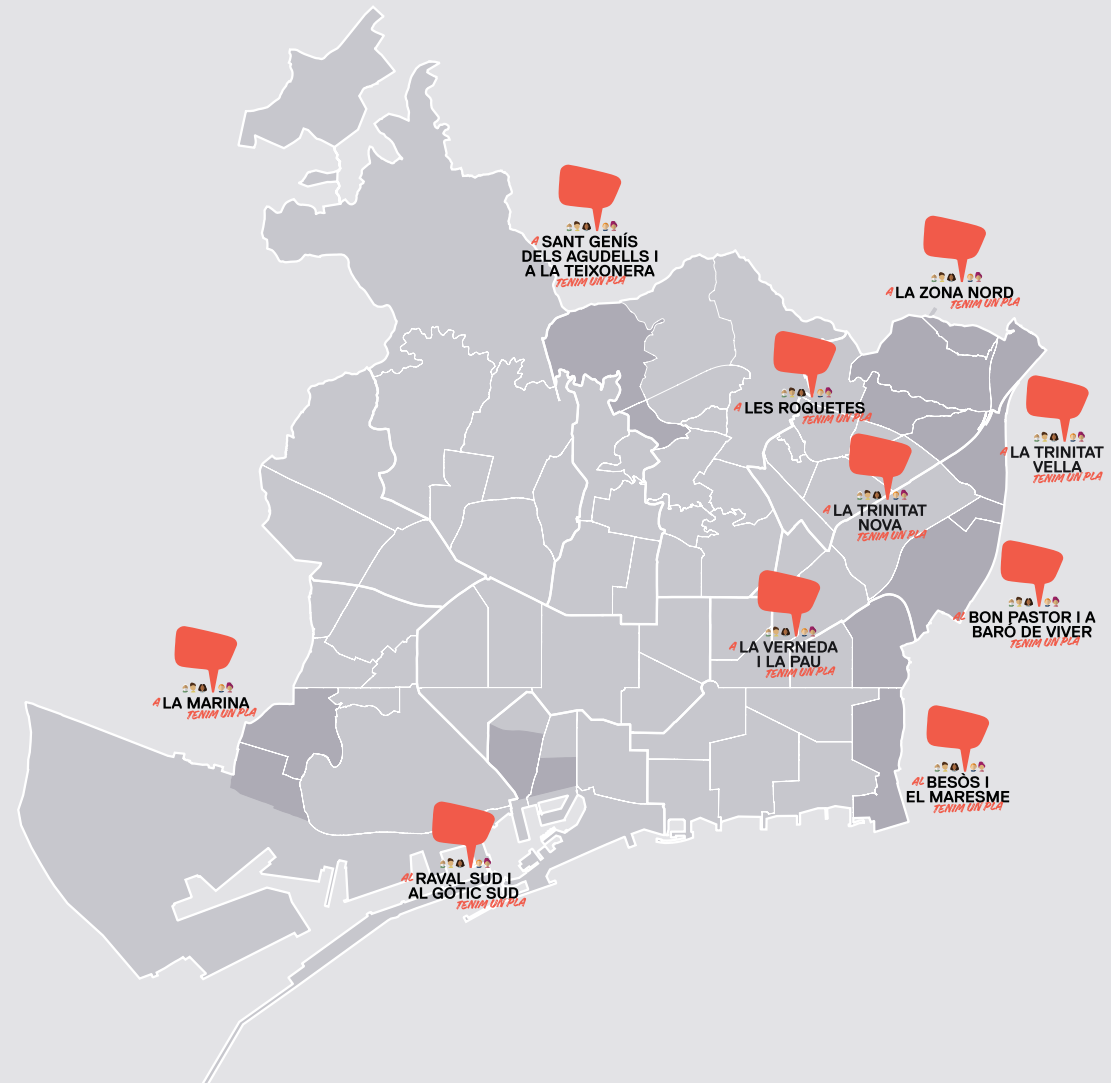 A SANT GENÍS
DELS AGUDELLS I
A LA TEIXONERA
TENIM UN PLA
A LA ZONA NORD
TENIM UN PLA
A LES ROQUETES
TENIM UN PLA
A LA TRINITAT
VELLA
TENIM UN PLA
A LA TRINITAT
NOVA
TENIM UN PLA
AL BON PASTOR I A
BARÓ DE VIVER
TENIM UN PLA
A LA VERNEDA
I LA PAU
TENIM UN PLA
A LA MARINA
TENIM UN PLA
AL BESÒS I
EL MARESME
TENIM UN PLA
AL RAVAL SUD I
AL GÒTIC SUD
TENIM UN PLA